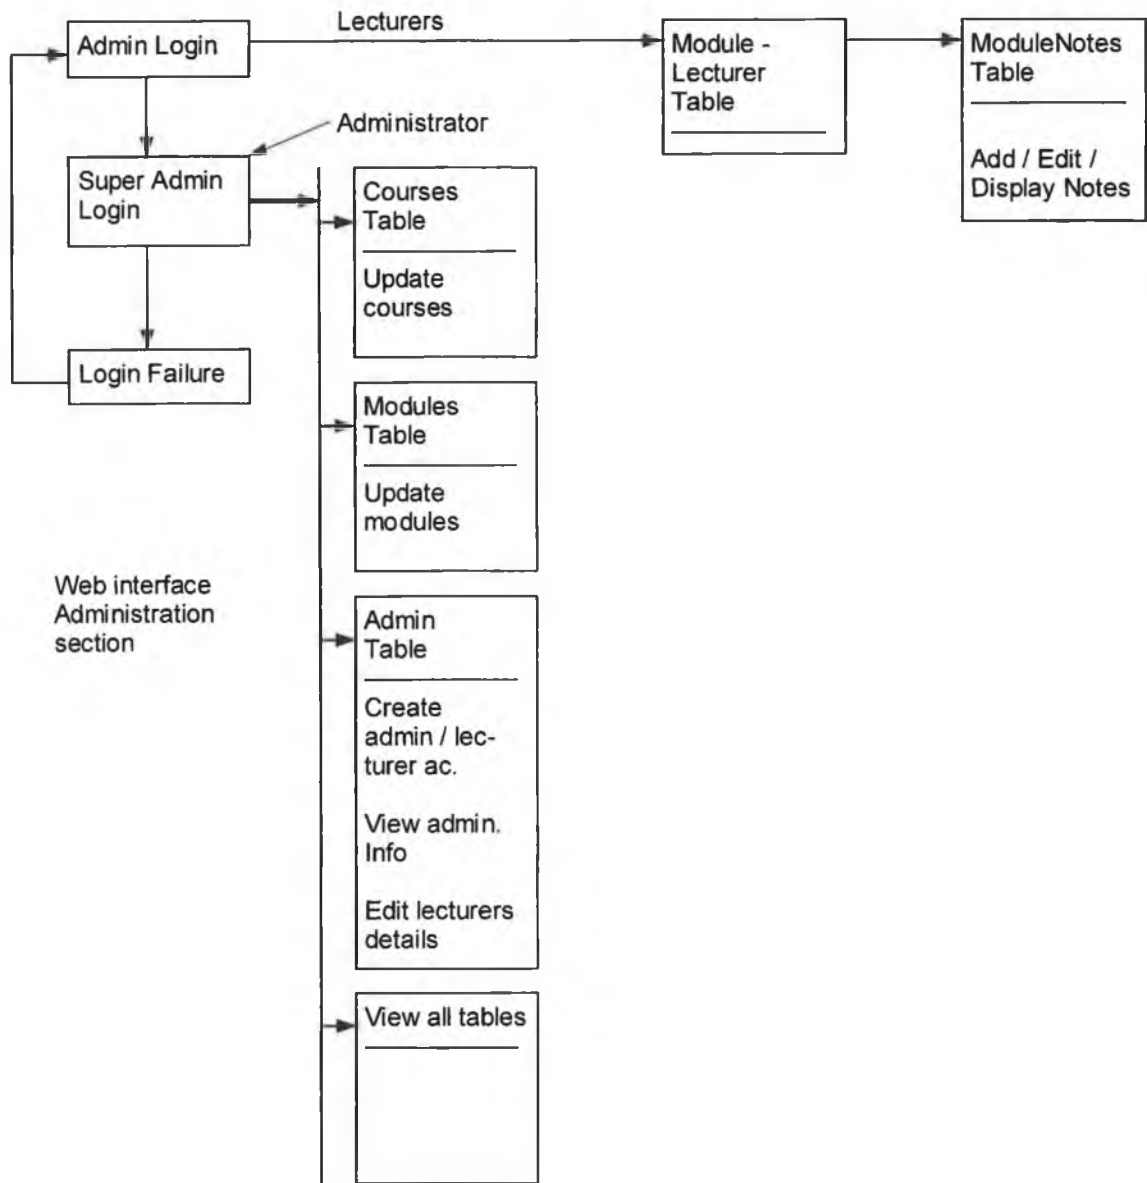 Admin Login
Lecturers
Module -
Lecturer
Table
ModuleNotes
Table
Add / Edit /
Display Notes
Administrator
Super Admin
Login
Login Failure
Courses
Table
Update
courses
Modules
Table
Update
modules
Web interface
Administration
section
Admin
Table
Create
admin / lec-
turer ac.
View admin.
Info
Edit lecturers
details
View all tables